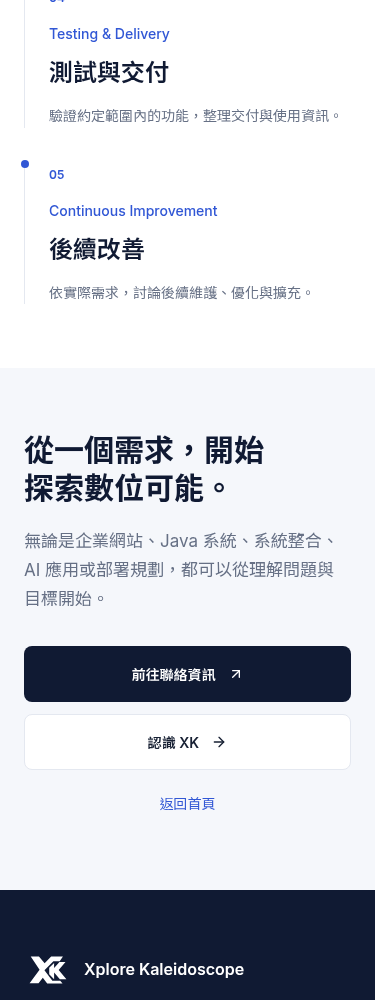 Testing & Delivery
測試與交付
驗證約定範圍內的功能，整理交付與使用資訊。
05
Continuous Improvement
後續改善
依實際需求，討論後續維護、優化與擴充。
從一個需求，開始
探索數位可能。
無論是企業網站、Java 系統、系統整合、
AI 應用或部署規劃，都可以從理解問題與
目標開始。
前往聯絡資訊
認識 XK
返回首頁
XK Xplore Kaleidoscope